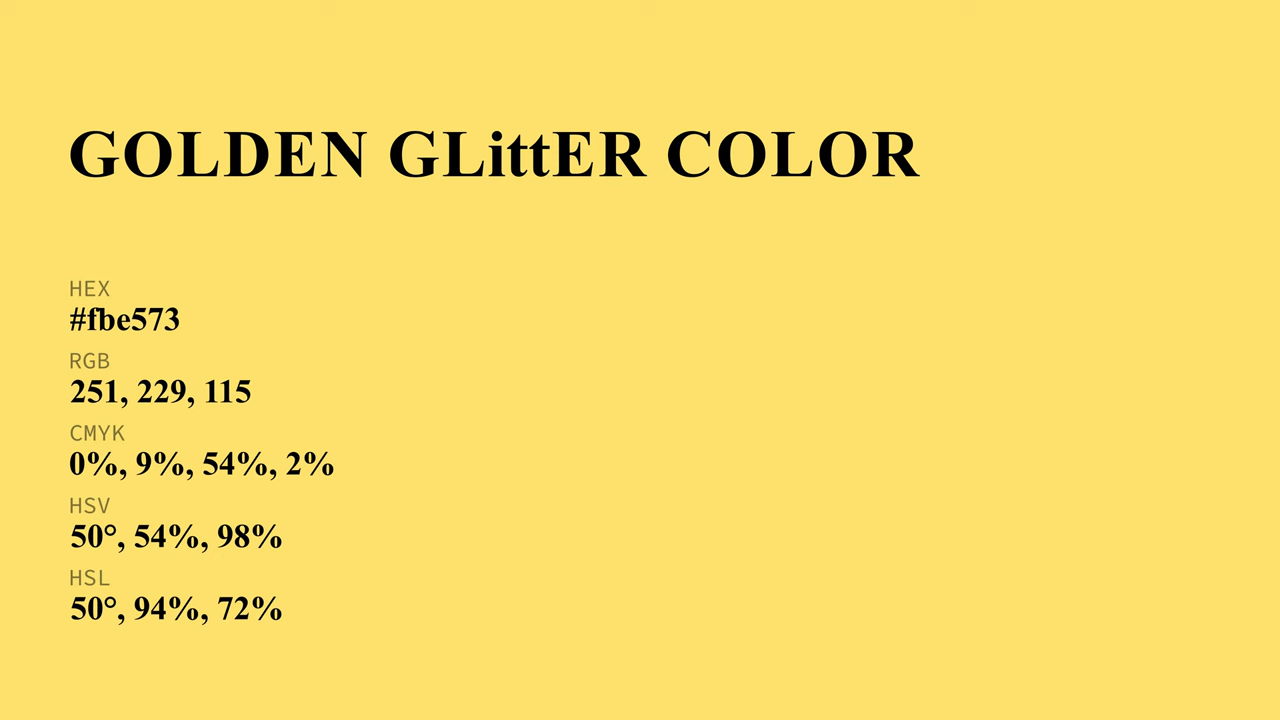 GOLDEN GLittER COLOR
HEX
#fbe573
RGB
251, 229, 115
CMYK
0%, 9%, 54%, 2%
HSV
50°, 54%, 98%
HSL
50°, 94%, 72%